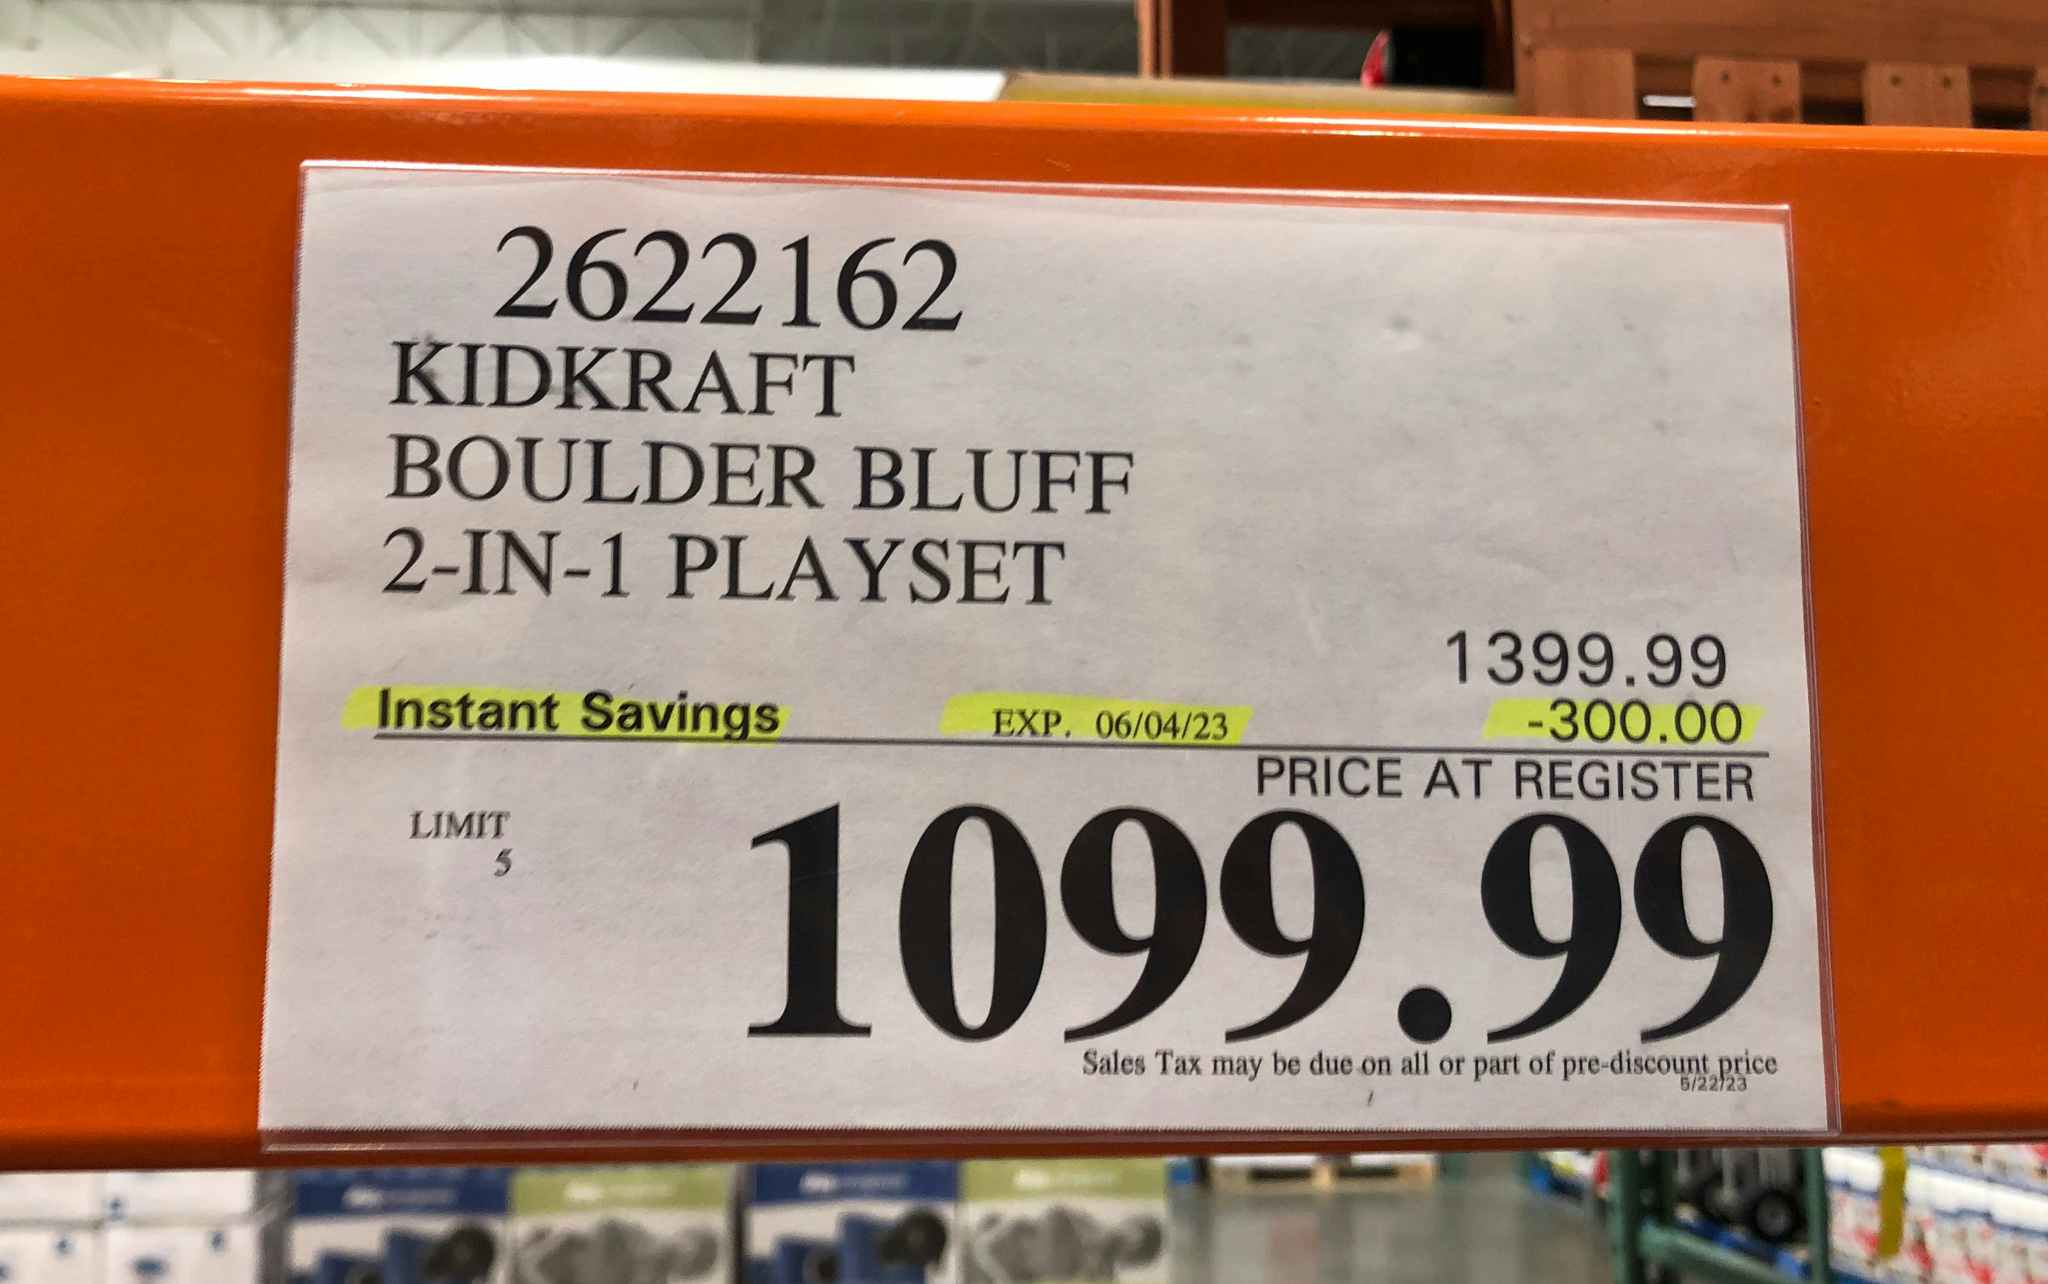 2622162
KIDKRAFT
BOULDER BLUFF
2-IN-1 PLAYSET
1399.99
Instant Savings EXP. 06/04/23 -300.00
PRICE AT REGISTER
LIMIT
5
1099.99
Sales Tax may be due on all or part of pre-discount price
5/22/23